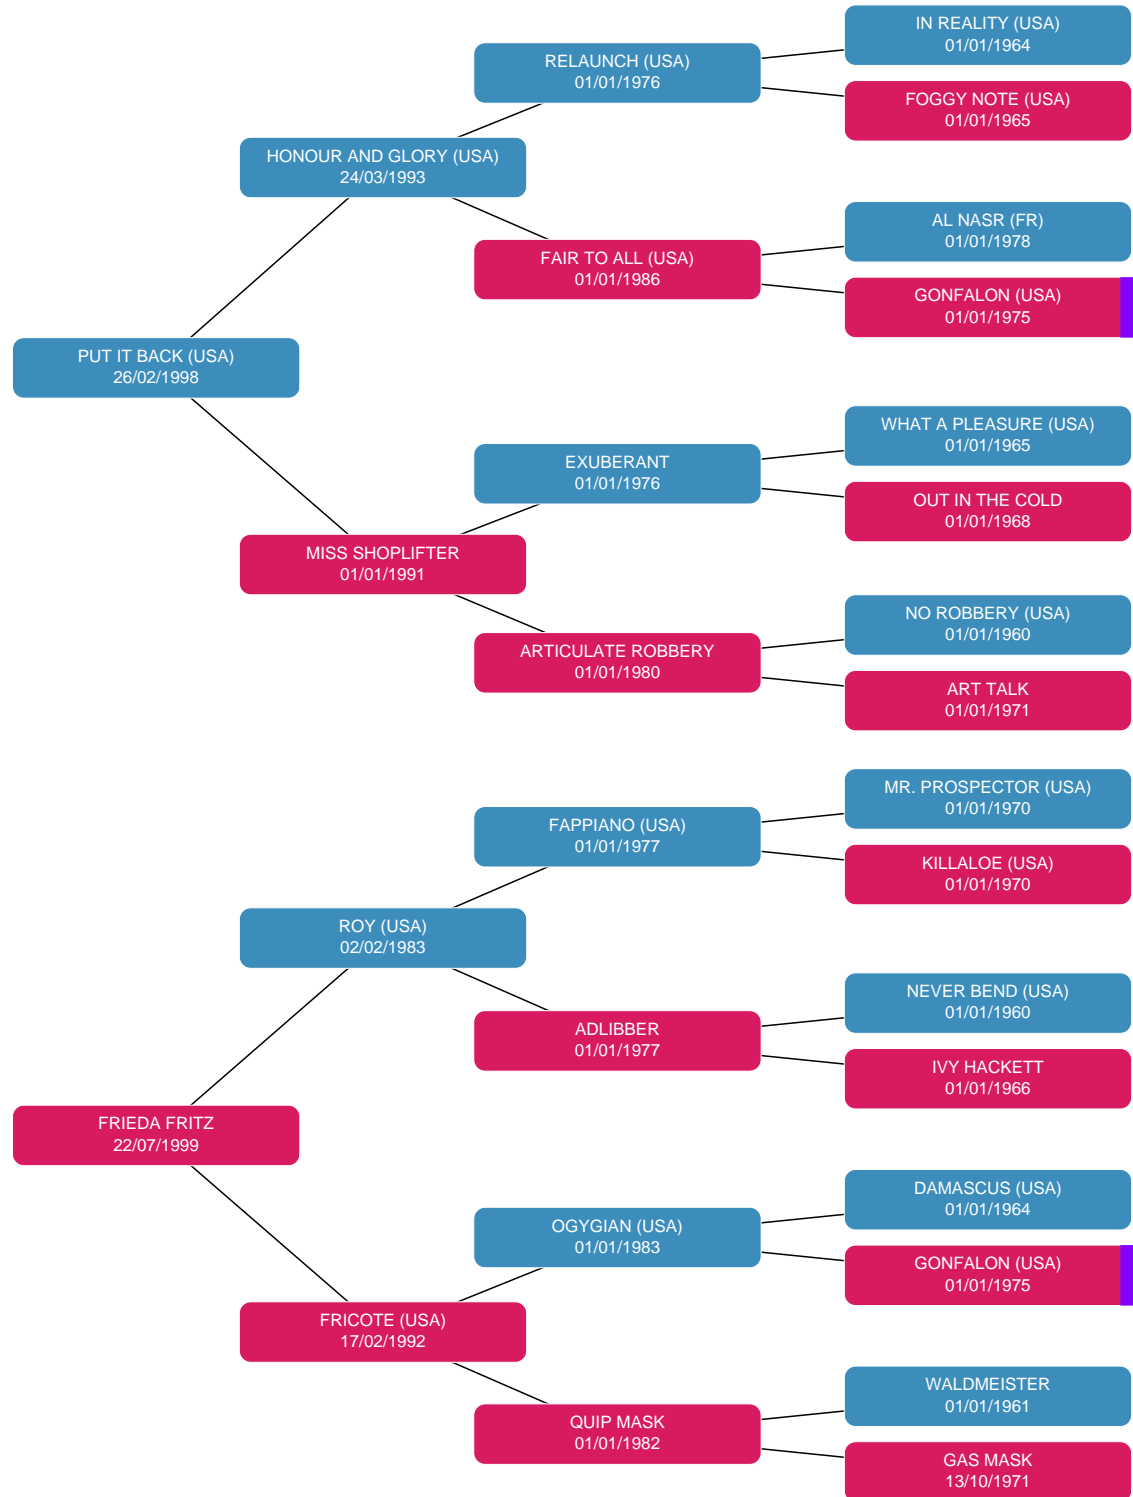 IN REALITY (USA)
01/01/1964
RELAUNCH (USA)
01/01/1976
FOGGY NOTE (USA)
01/01/1965
HONOUR AND GLORY (USA)
24/03/1993
AL NASR (FR)
01/01/1978
FAIR TO ALL (USA)
01/01/1986
GONFALON (USA)
01/01/1975
PUT IT BACK (USA)
26/02/1998
WHAT A PLEASURE (USA)
01/01/1965
EXUBERANT
01/01/1976
OUT IN THE COLD
01/01/1968
MISS SHOPLIFTER
01/01/1991
NO ROBBERY (USA)
01/01/1960
ARTICULATE ROBBERY
01/01/1980
ART TALK
01/01/1971
MR. PROSPECTOR (USA)
01/01/1970
FAPPIANO (USA)
01/01/1977
KILLALOE (USA)
01/01/1970
ROY (USA)
02/02/1983
NEVER BEND (USA)
01/01/1960
ADLIBBER
01/01/1977
IVY HACKETT
01/01/1966
FRIEDA FRITZ
22/07/1999
DAMASCUS (USA)
01/01/1964
OGYGIAN (USA)
01/01/1983
GONFALON (USA)
01/01/1975
FRICOTE (USA)
17/02/1992
WALDMEISTER
01/01/1961
QUIP MASK
01/01/1982
GAS MASK
13/10/1971